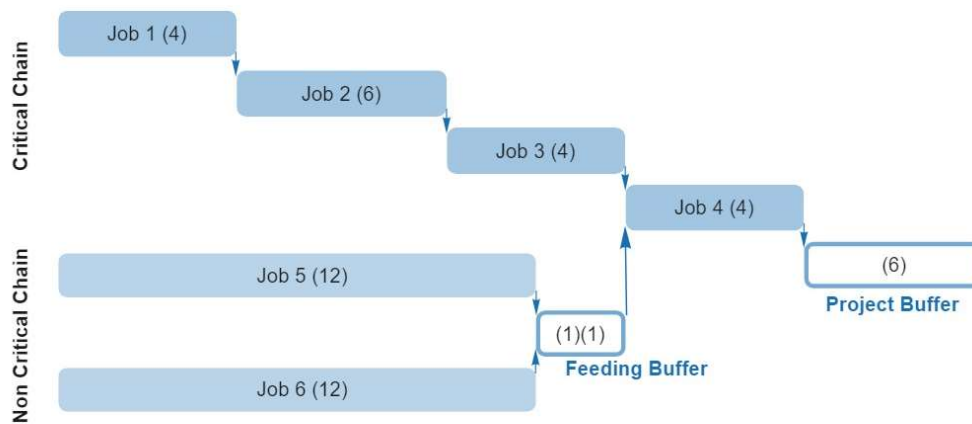 Critical Chain
Job 1 (4)
Job 2 (6)
Job 3 (4)
Job 4 (4)
(6)
Project Buffer
Non Critical Chain
Job 5 (12)
(1)(1)
Feeding Buffer
Job 6 (12)